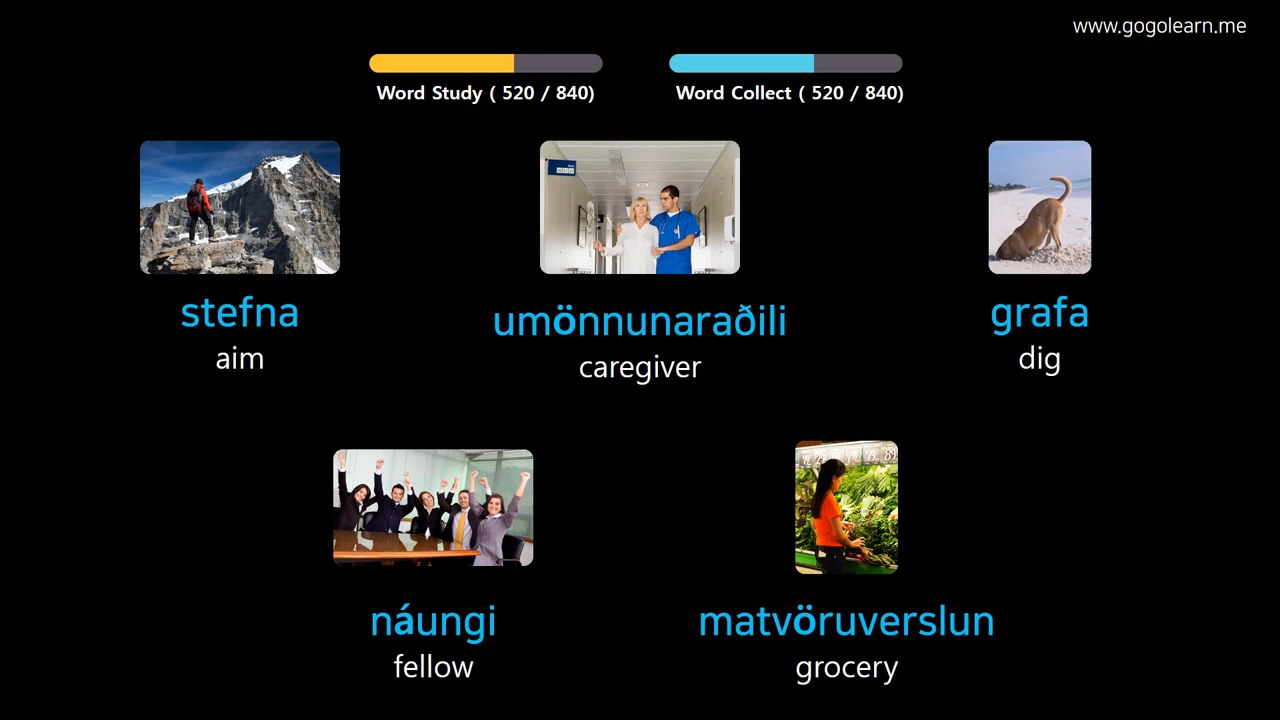 www.gogolearn.me
Word Study ( 520 / 840)
Word Collect ( 520 / 840)
stefna
aim
umönnunaraðili
caregiver
grafa
dig
náungi
fellow
matvöruverslun
grocery